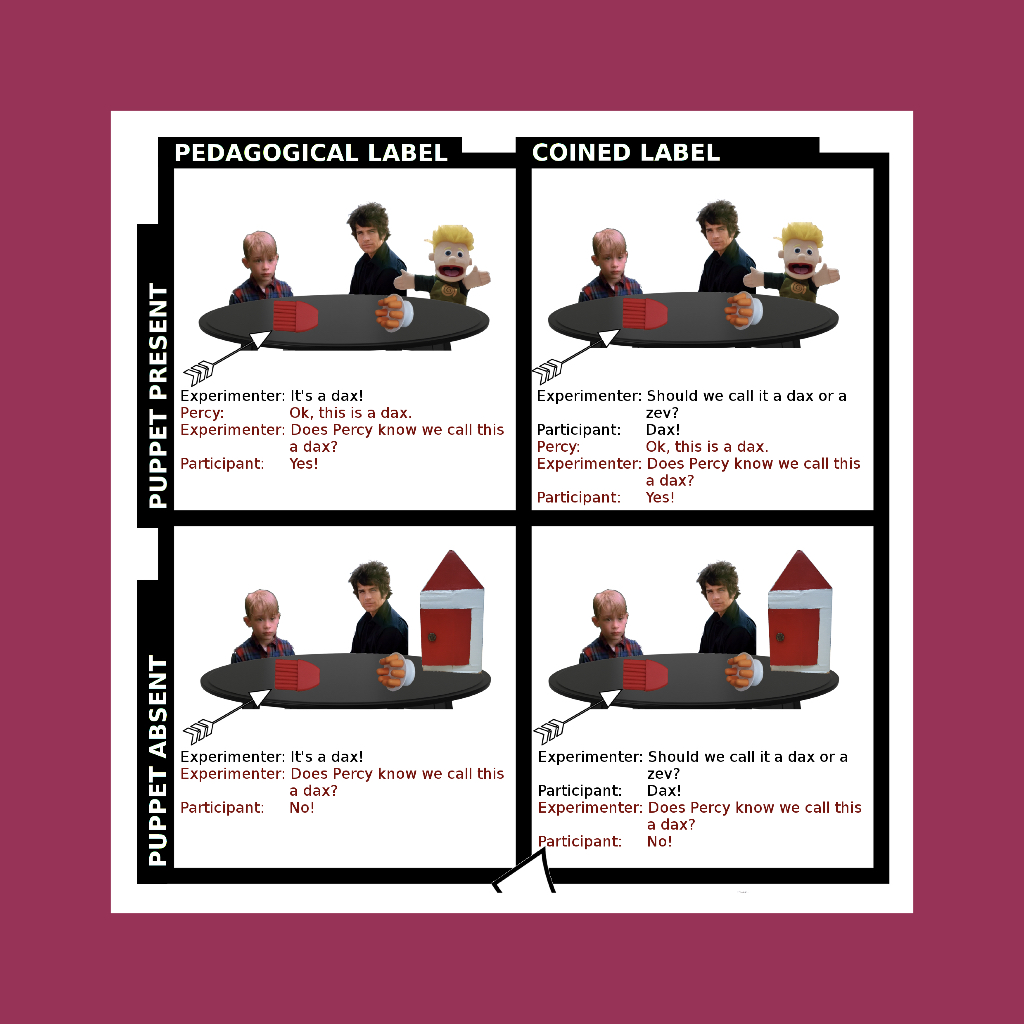 PEDAGOGICAL LABEL
COINED LABEL
PUPPET PRESENT
Experimenter: It's a dax!
Percy: Ok, this is a dax.
Experimenter: Does Percy know we call this
a dax?
Participant: Yes!
Experimenter: Should we call it a dax or a
zev?
Participant: Dax!
Percy: Ok, this is a dax.
Experimenter: Does Percy know we call this
a dax?
Participant: Yes!
PUPPET ABSENT
Experimenter: It's a dax!
Experimenter: Does Percy know we call this
a dax?
Participant: No!
Experimenter: Should we call it a dax or a
zev?
Participant: Dax!
Experimenter: Does Percy know we call this
a dax?
Participant: No!